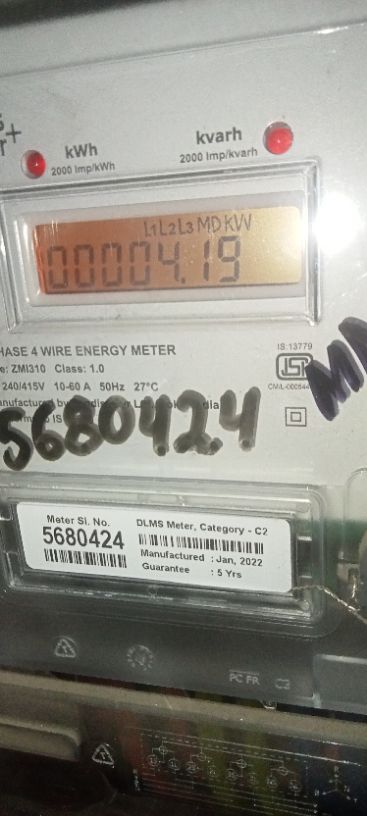 kWh
2000 Imp/kWh
kvarh
2000 Imp/kvarh
L1L2L3 MD KW
00004.19
HASE 4 WIRE ENERGY METER
e: ZMI310 Class: 1.0
240/415V 10-60 A 50Hz 27°C
IS:13779
ISI
5680424
Meter Sl. No.
5680424
DLMS Meter, Category - C2
Manufactured : Jan, 2022
Guarantee : 5 Yrs